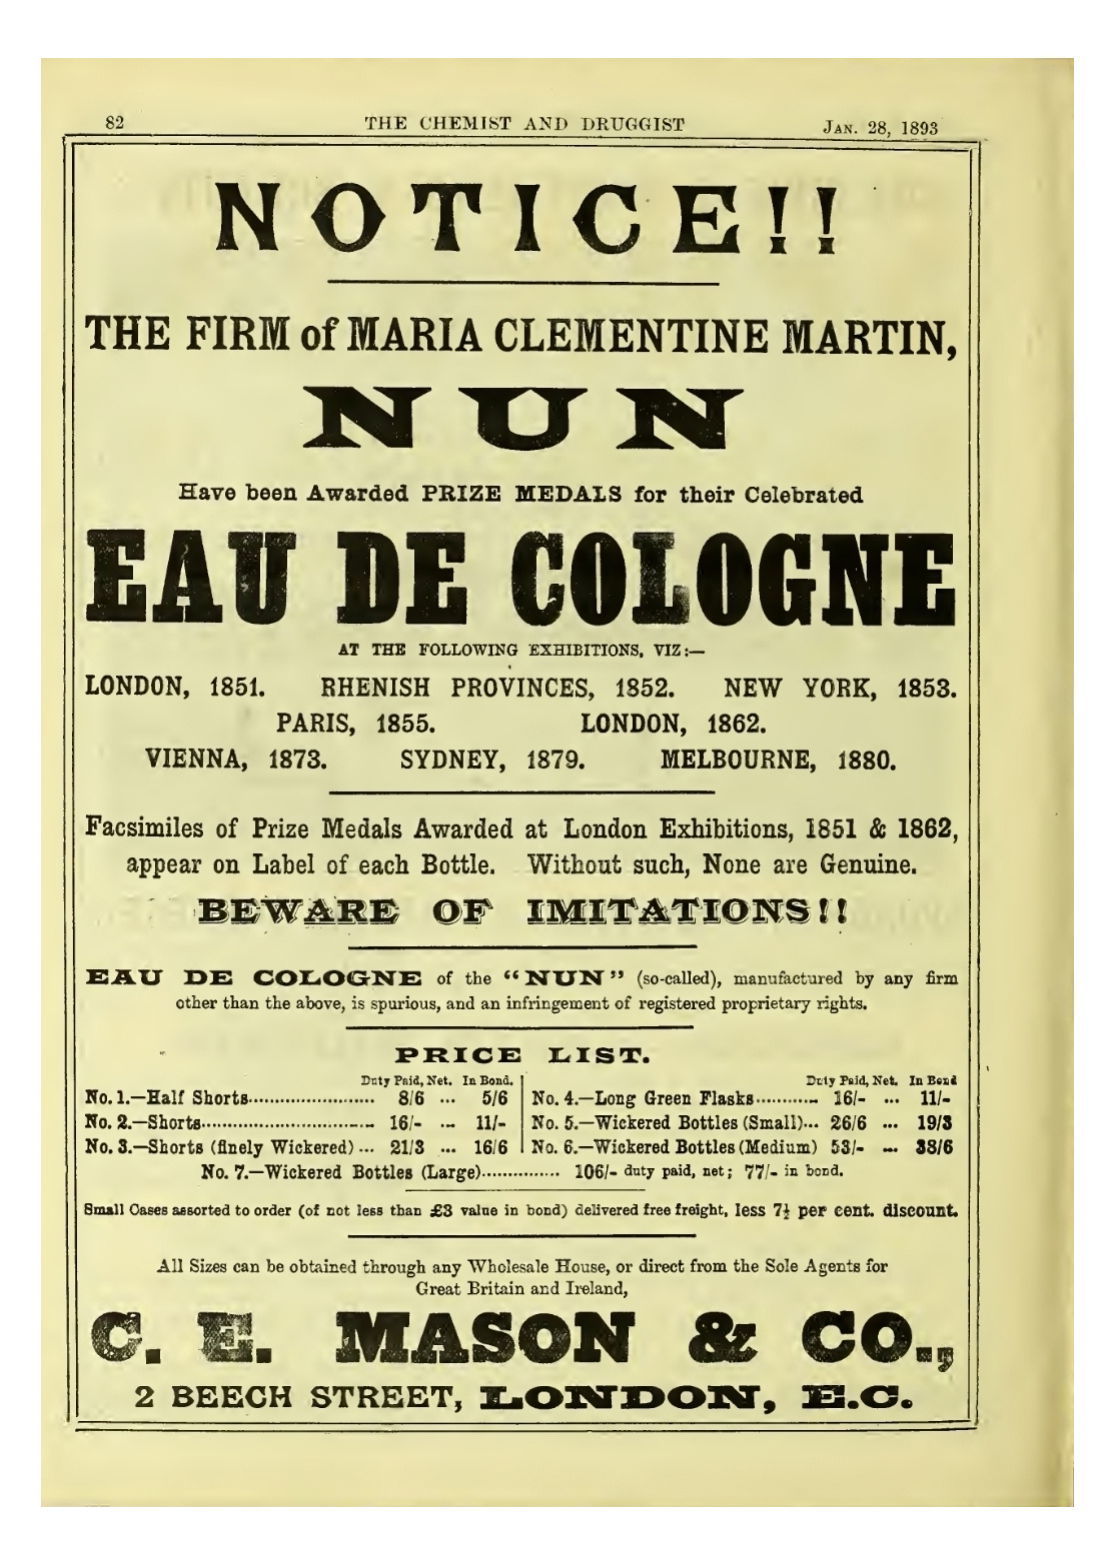 82 THE CHEMIST AND DRUGGIST JAN. 28, 1893
NOTICE!!
THE FIRM of MARIA CLEMENTINE MARTIN,
NUN
Have been Awarded PRIZE MEDALS for their Celebrated
EAU DE COLOGNE
AT THE FOLLOWING EXHIBITIONS, VIZ:—
LONDON, 1851. RHENISH PROVINCES, 1852. NEW YORK, 1853.
PARIS, 1855. LONDON, 1862.
VIENNA, 1873. SYDNEY, 1879. MELBOURNE, 1880.
Facsimiles of Prize Medals Awarded at London Exhibitions, 1851 & 1862,
appear on Label of each Bottle. Without such, None are Genuine.
BEWARE OF IMITATIONS!!
EAU DE COLOGNE of the "NUN" (so-called), manufactured by any firm
other than the above, is spurious, and an infringement of registered proprietary rights.
PRICE LIST.
Duty Paid, Net. In Bond. Duty Paid, Net. In Bond
No. 1.—Half Shorts........................ 8/6 ... 5/6 No. 4.—Long Green Flasks........... 16/- ... 11/-
No. 2.—Shorts................................ 16/- ... 11/- No. 5.—Wickered Bottles (Small)... 26/6 ... 19/3
No. 3.—Shorts (finely Wickered) ... 21/3 ... 16/6 No. 6.—Wickered Bottles (Medium) 53/- ... 38/6
No. 7.—Wickered Bottles (Large)............... 106/- duty paid, net; 77/- in bond.
Small Cases assorted to order (of not less than £3 value in bond) delivered free freight, less 7½ per cent. discount.
All Sizes can be obtained through any Wholesale House, or direct from the Sole Agents for
Great Britain and Ireland,
C. E. MASON & CO.,
2 BEECH STREET, LONDON, E.C.